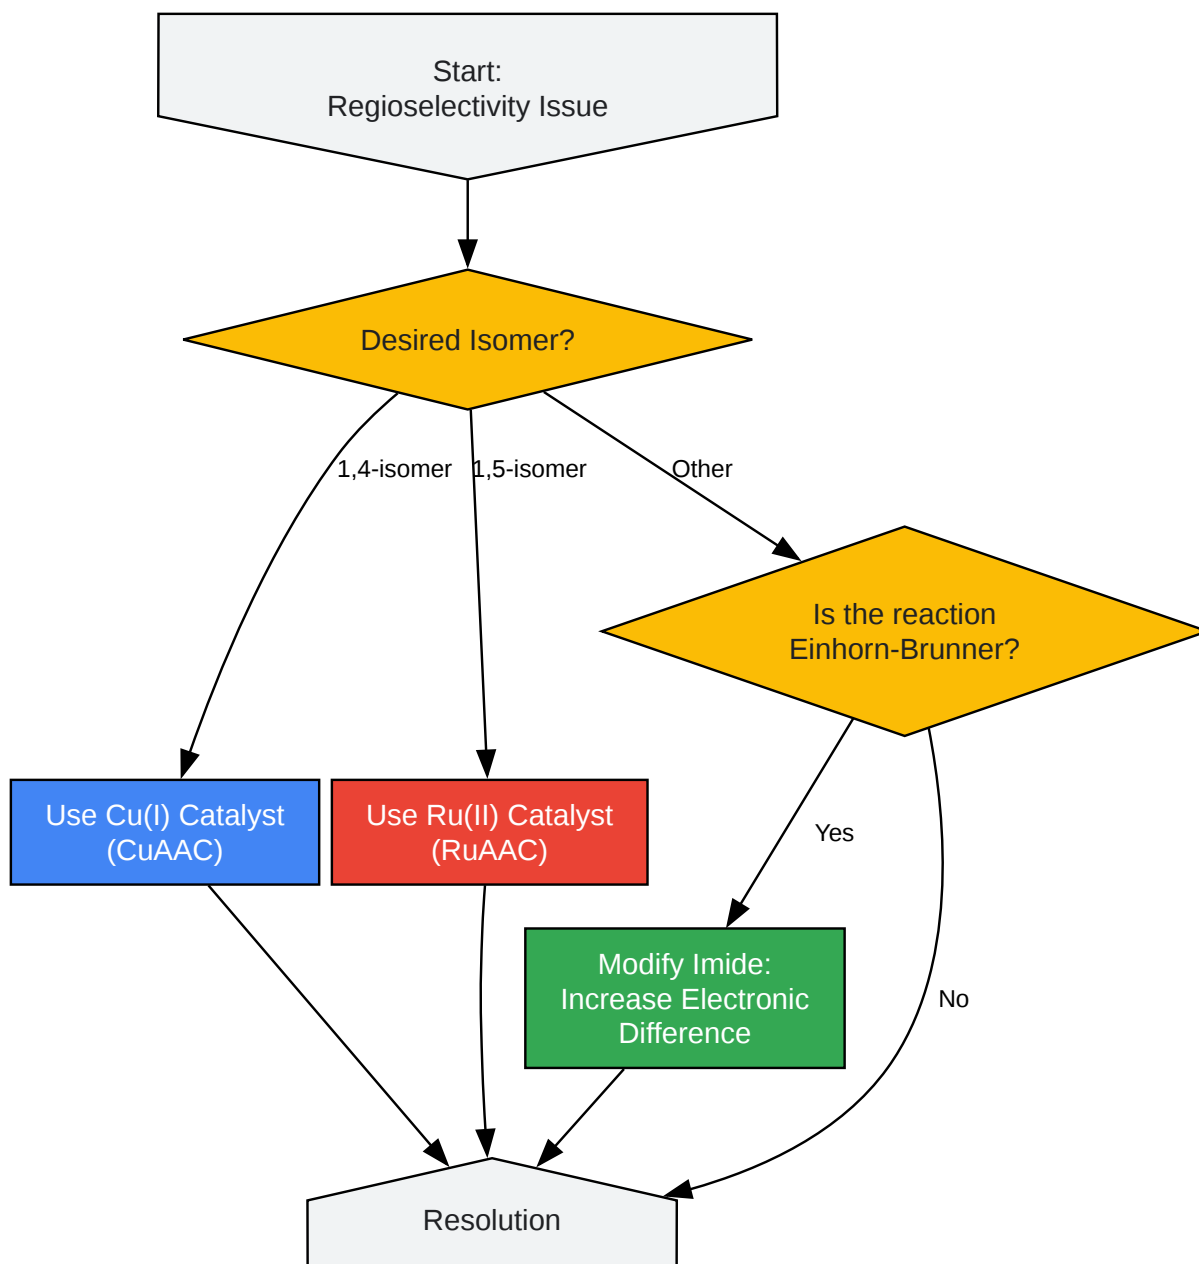 Start:
Regioselectivity Issue
Desired Isomer?
1,4-isomer
1,5-isomer
Other
Is the reaction
Einhorn-Brunner?
Use Cu(I) Catalyst
(CuAAC)
Use Ru(II) Catalyst
(RuAAC)
Yes
Modify Imide:
Increase Electronic
Difference
No
Resolution